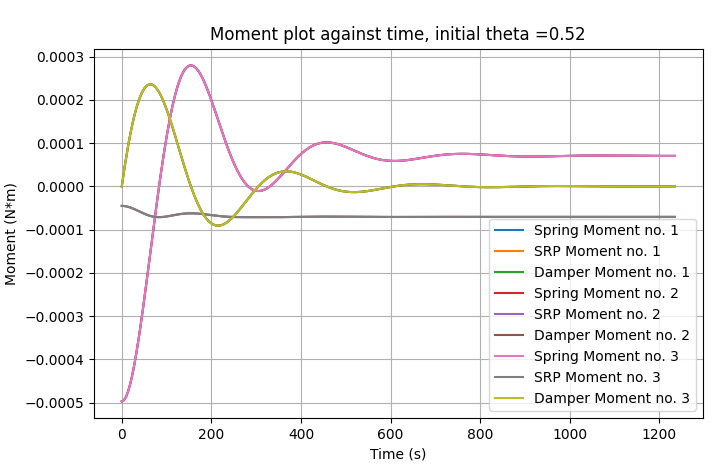 Moment plot against time, initial theta =0.52
Moment (N*m)
0.0003
0.0002
0.0001
0.0000
−0.0001
−0.0002
−0.0003
−0.0004
−0.0005
Spring Moment no. 1
SRP Moment no. 1
Damper Moment no. 1
Spring Moment no. 2
SRP Moment no. 2
Damper Moment no. 2
Spring Moment no. 3
SRP Moment no. 3
Damper Moment no. 3
0 200 400 600 800 1000 1200
Time (s)